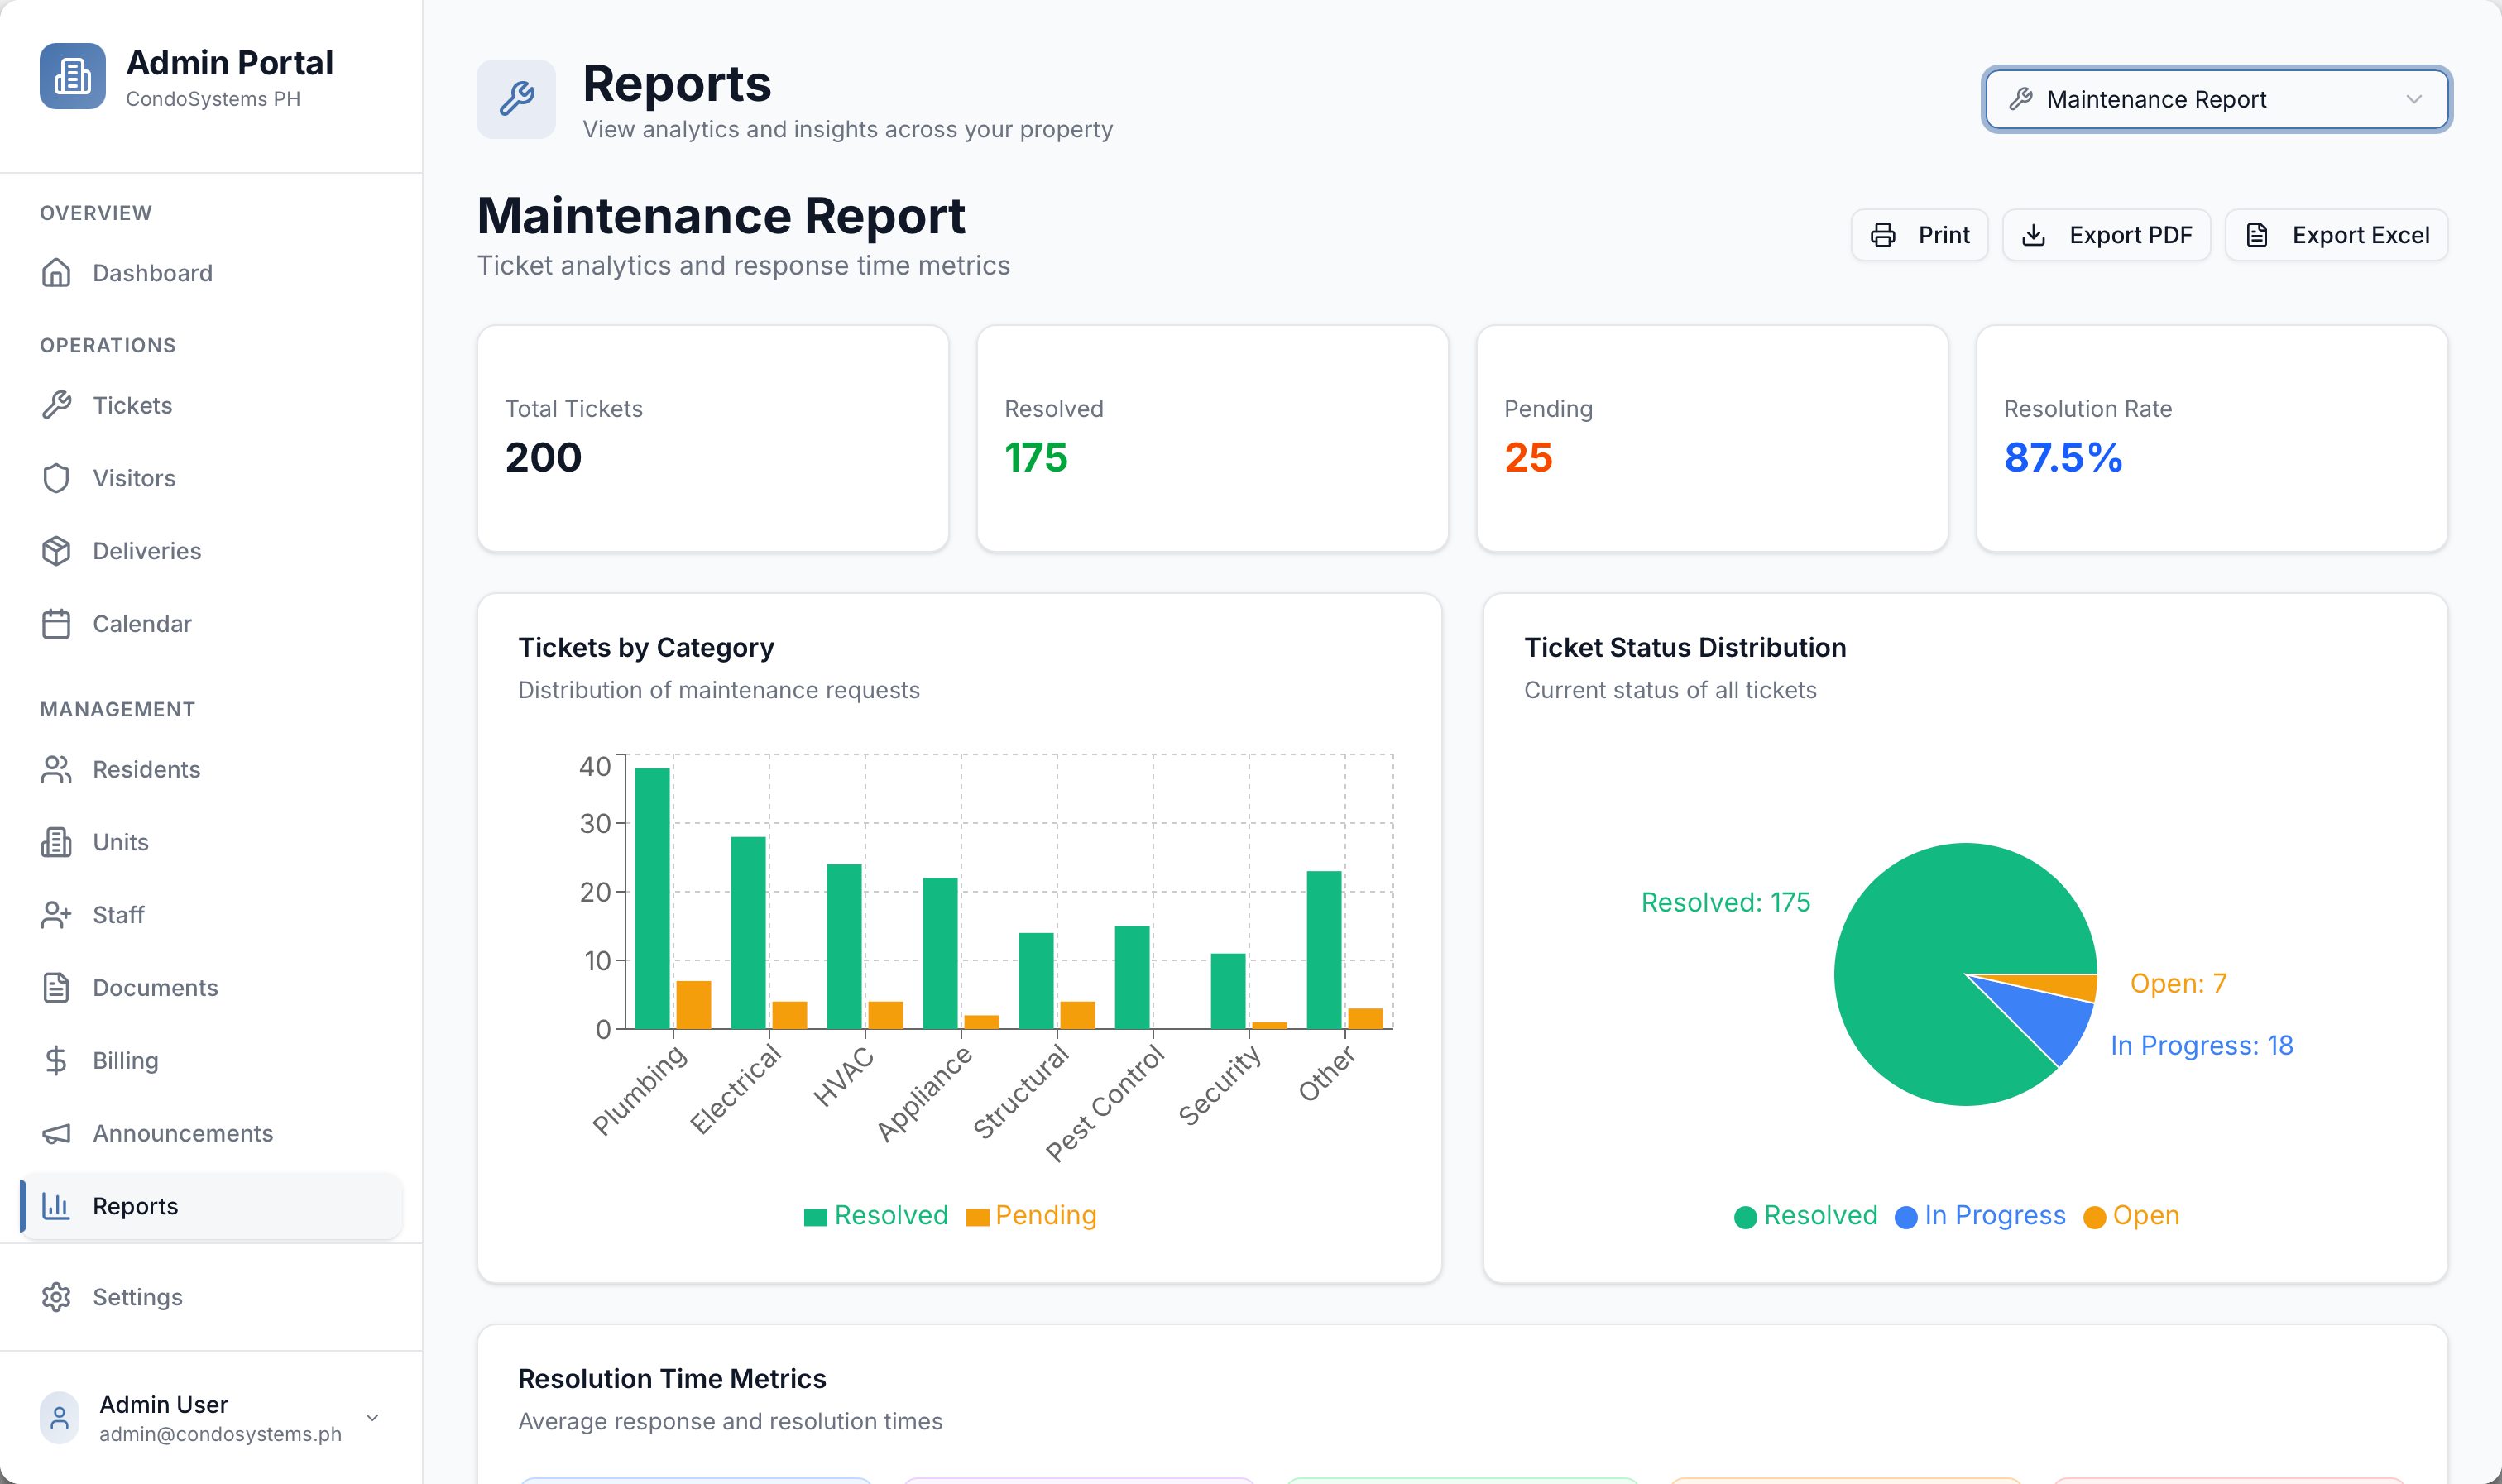 Admin Portal
CondoSystems PH
OVERVIEW
Dashboard
OPERATIONS
Tickets
Visitors
Deliveries
Calendar
MANAGEMENT
Residents
Units
Staff
Documents
Billing
Announcements
Reports
Settings
Admin User
admin@condosystems.ph
Reports
View analytics and insights across your property
Maintenance Report
Maintenance Report
Ticket analytics and response time metrics
Print
Export PDF
Export Excel
Total Tickets
200
Resolved
175
Pending
25
Resolution Rate
87.5%
Tickets by Category
Distribution of maintenance requests
40
30
20
10
0
Plumbing
Electrical
HVAC
Appliance
Structural
Pest Control
Security
Other
Resolved
Pending
Ticket Status Distribution
Current status of all tickets
Resolved: 175
Open: 7
In Progress: 18
Resolved
In Progress
Open
Resolution Time Metrics
Average response and resolution times